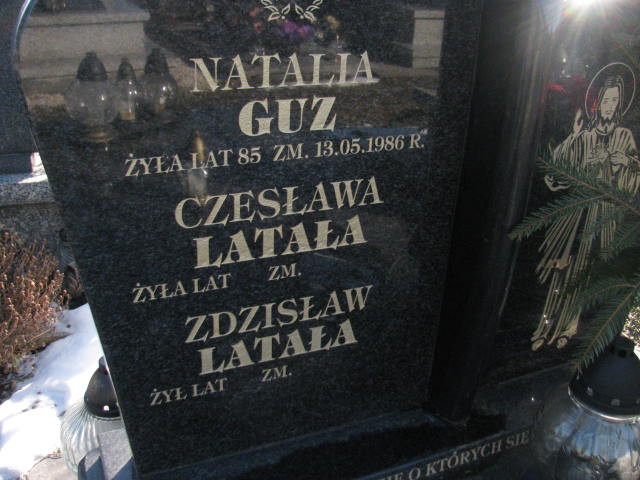 NATALIA
GUZ
ŻYŁA LAT 85 ZM. 13.05.1986 R.
CZESŁAWA
LATAŁA
ŻYŁA LAT ZM.
ZDZISŁAW
LATAŁA
ŻYŁ LAT ZM.
O KTÓRYCH SIĘ